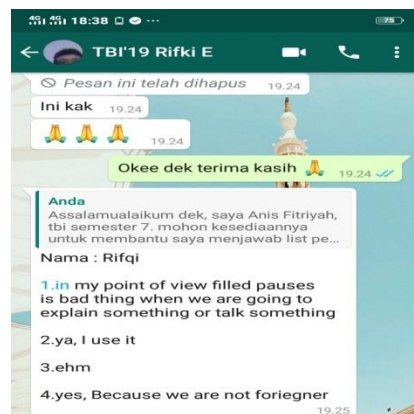 4G 4G 18:38
75
TBI'19 Rifki E
Pesan ini telah dihapus 19.24
Ini kak 19.24
🙏 🙏 🙏 19.24
Okee dek terima kasih 🙏 19.24
Anda
Assalamualaikum dek, saya Anis Fitriyah,
tbi semester 7. mohon kesediaannya
untuk membantu saya menjawab list pe...
Nama : Rifqi
1.in my point of view filled pauses
is bad thing when we are going to
explain something or talk something
2.ya, I use it
3.ehm
4.yes, Because we are not foriegner
19.25